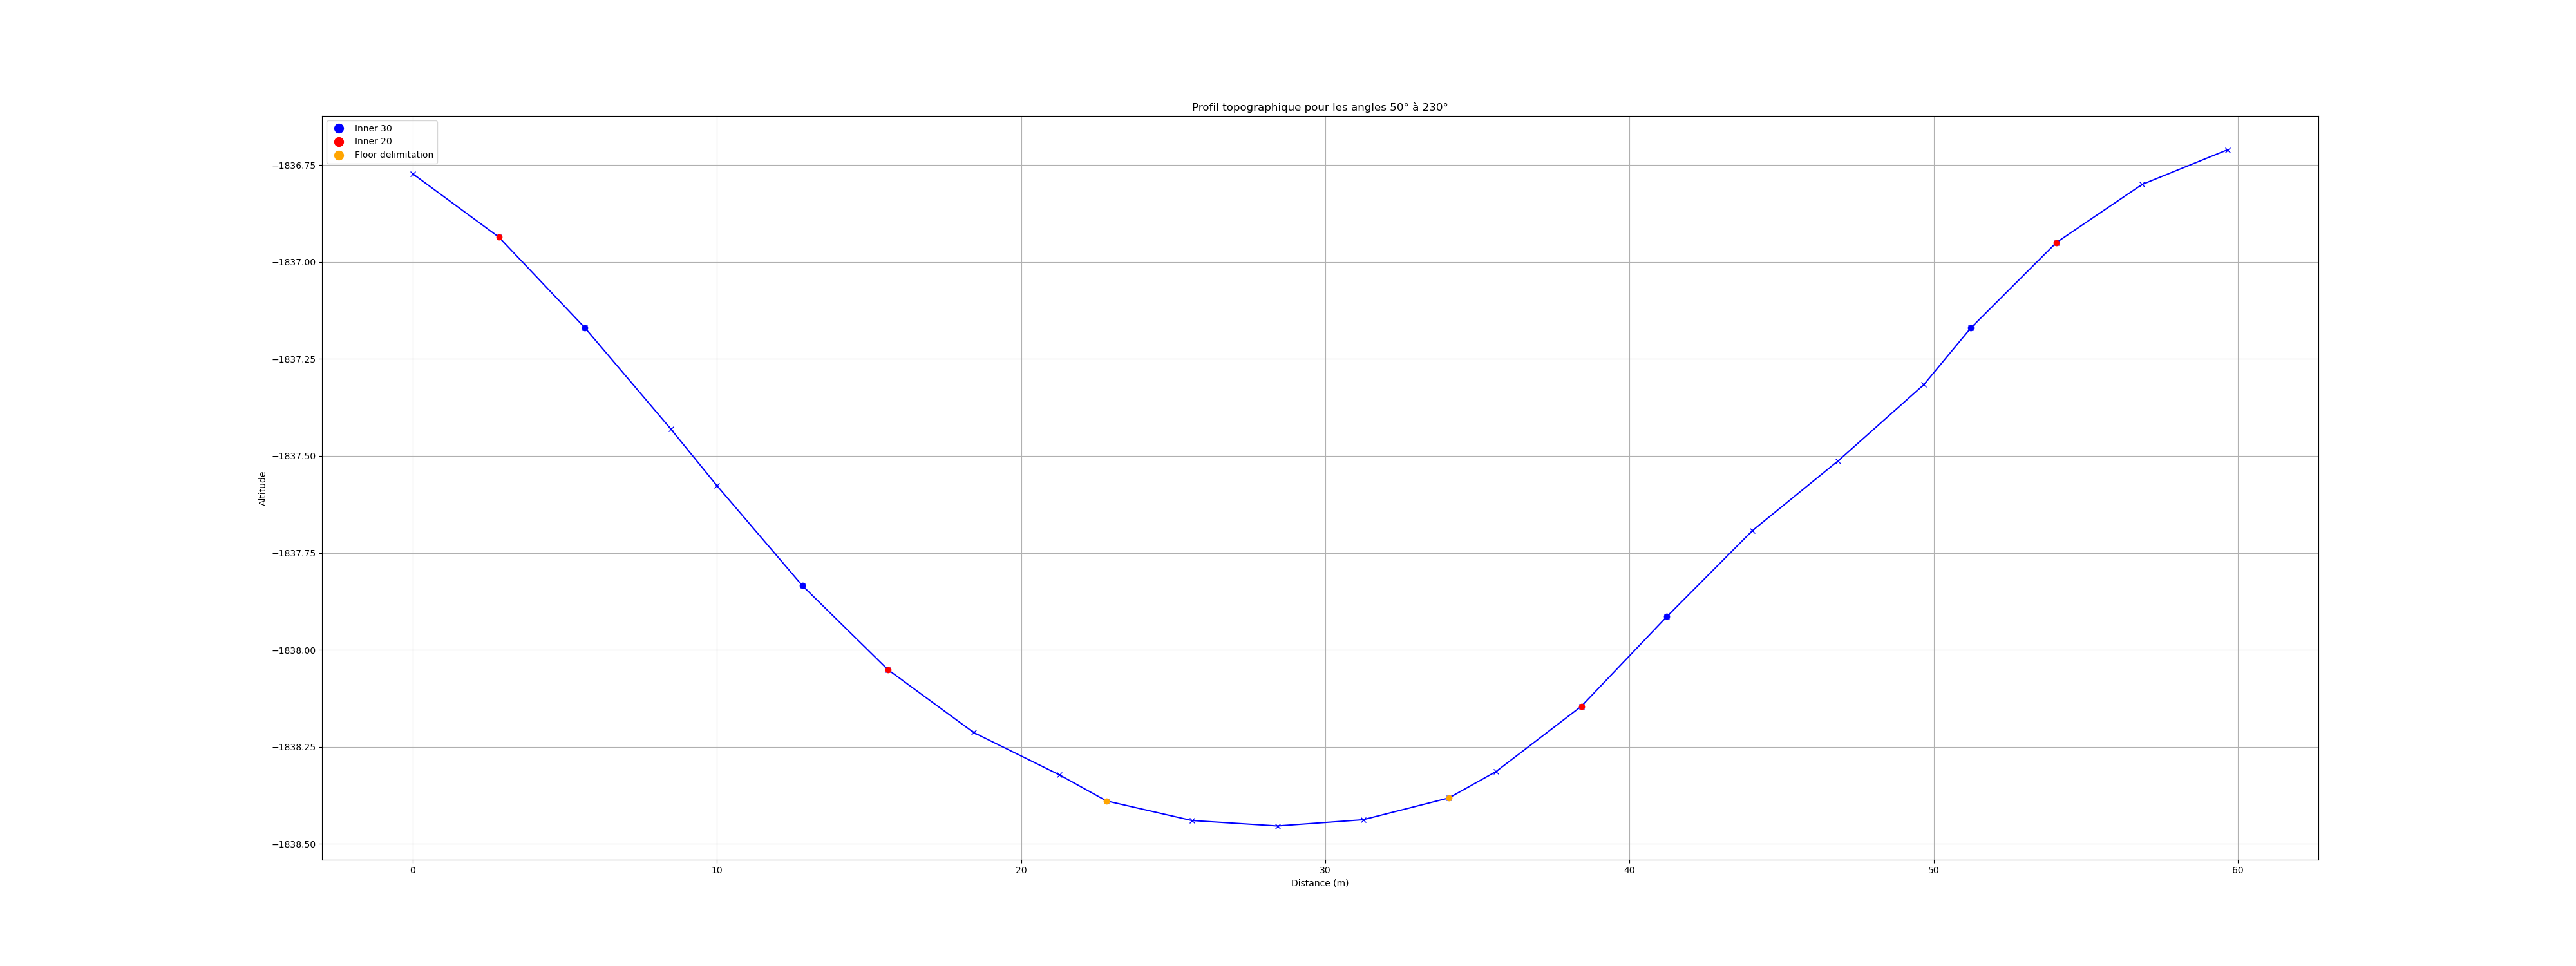 Profil topographique pour les angles 50° à 230°
Inner 30
Inner 20
Floor delimitation
−1836.75
−1837.00
−1837.25
−1837.50
−1837.75
−1838.00
−1838.25
−1838.50
Altitude
0 10 20 30 40 50 60
Distance (m)